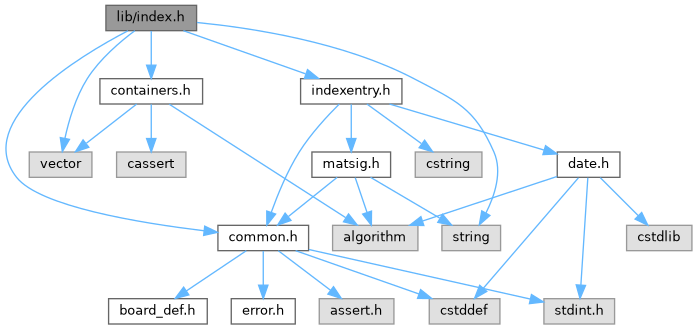 lib/index.h
containers.h
indexentry.h
vector
cassert
matsig.h
cstring
date.h
common.h
algorithm
string
cstdlib
board_def.h
error.h
assert.h
cstddef
stdint.h